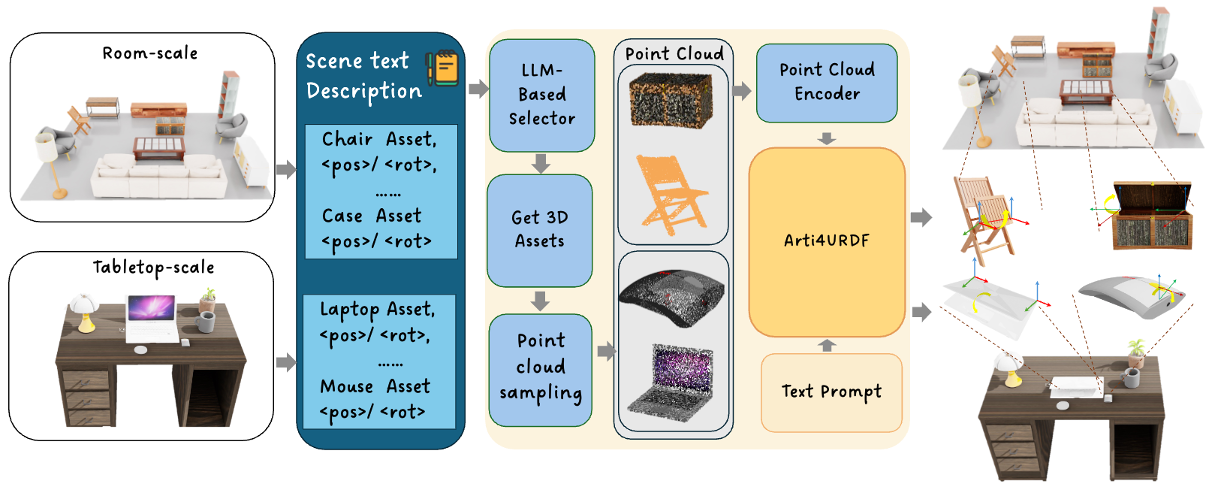 Room-scale
Tabletop-scale
Scene text
Description
Chair Asset,
<pos>/ <rot>,
......
Case Asset
<pos>/ <rot>
Laptop Asset,
<pos>/ <rot>,
......
Mouse Asset
<pos>/ <rot>
LLM-
Based
Selector
Get 3D
Assets
Point
cloud
sampling
Point Cloud
Point Cloud
Encoder
Arti4URDF
Text Prompt